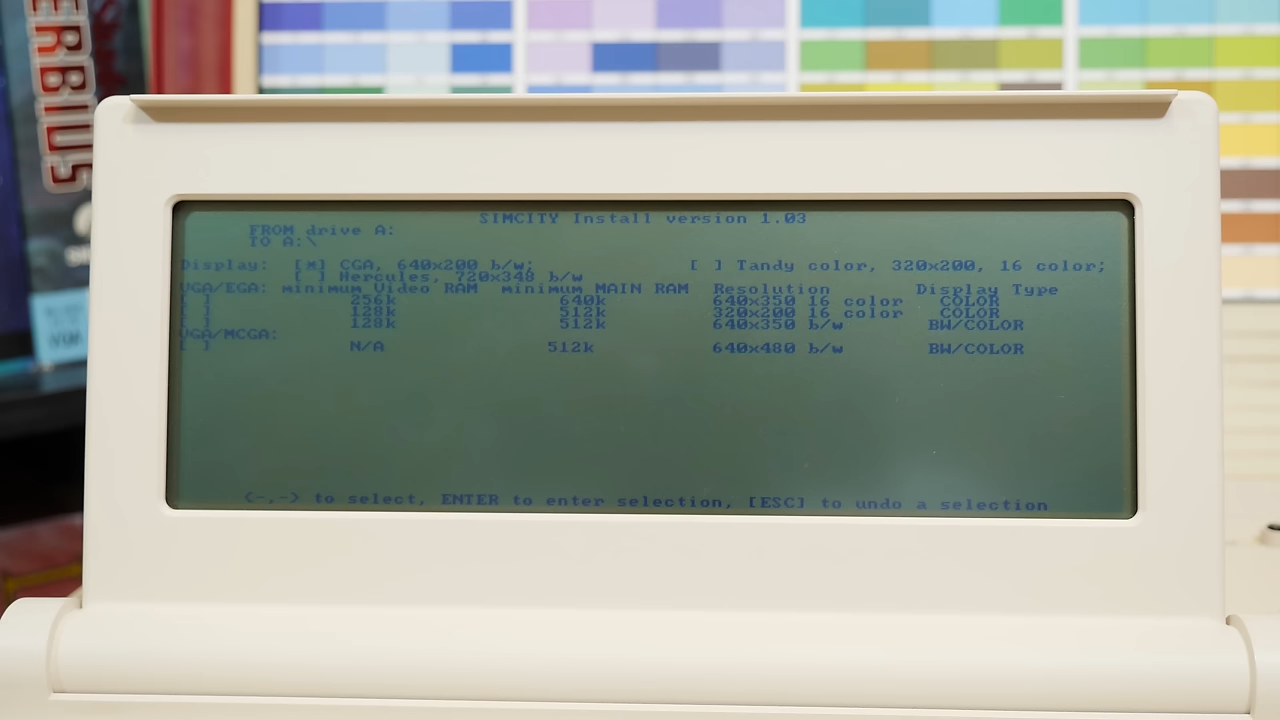 ERBIUS
SIMCITY Install version 1.03
FROM drive A:
TO A:\
Display: [*] CGA, 640x200 b/w; [ ] Tandy color, 320x200, 16 color;
[ ] Hercules, 720x348 b/w
VGA/EGA: minimum Video RAM minimum MAIN RAM Resolution Display Type
[ ] 256k 640k 640x350 16 color COLOR
[ ] 128k 512k 320x200 16 color COLOR
[ ] 128k 512k 640x350 b/w BW/COLOR
VGA/MCGA:
[ ] N/A 512k 640x480 b/w BW/COLOR
<-,-> to select, ENTER to enter selection, [ESC] to undo a selection